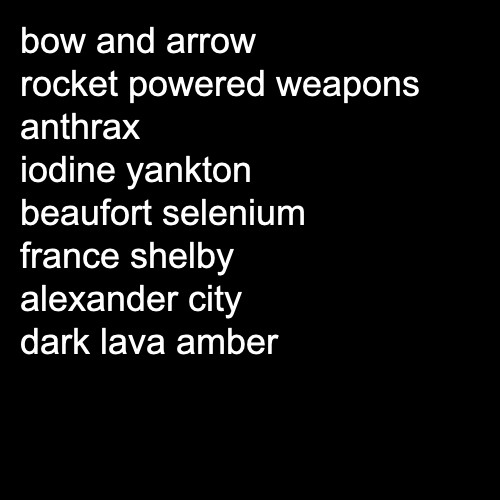 bow and arrow
rocket powered weapons
anthrax
iodine yankton
beaufort selenium
france shelby
alexander city
dark lava amber